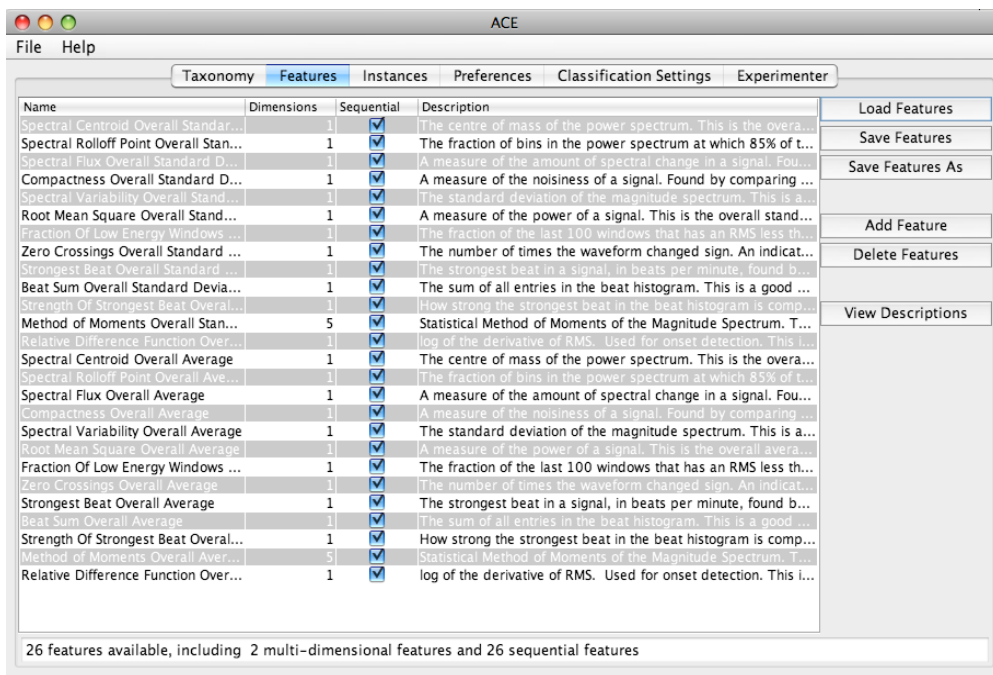 ACE
File Help
Taxonomy Features Instances Preferences Classification Settings Experimenter
Name Dimensions Sequential Description
Spectral Centroid Overall Standar... 1 The centre of mass of the power spectrum. This is the overa...
Spectral Rolloff Point Overall Stan... 1 The fraction of bins in the power spectrum at which 85% of t...
Spectral Flux Overall Standard D... 1 A measure of the amount of spectral change in a signal. Fou...
Compactness Overall Standard D... 1 A measure of the noisiness of a signal. Found by comparing ...
Spectral Variability Overall Stand... 1 The standard deviation of the magnitude spectrum. This is a...
Root Mean Square Overall Stand... 1 A measure of the power of a signal. This is the overall stand...
Fraction Of Low Energy Windows ... 1 The fraction of the last 100 windows that has an RMS less th...
Zero Crossings Overall Standard ... 1 The number of times the waveform changed sign. An indicat...
Strongest Beat Overall Standard ... 1 The strongest beat in a signal, in beats per minute, found b...
Beat Sum Overall Standard Devia... 1 The sum of all entries in the beat histogram. This is a good ...
Strength Of Strongest Beat Overal... 1 How strong the strongest beat in the beat histogram is comp...
Method of Moments Overall Stan... 5 Statistical Method of Moments of the Magnitude Spectrum. T...
Relative Difference Function Over... 1 log of the derivative of RMS.  Used for onset detection. This i...
Spectral Centroid Overall Average 1 The centre of mass of the power spectrum. This is the overa...
Spectral Rolloff Point Overall Ave... 1 The fraction of bins in the power spectrum at which 85% of t...
Spectral Flux Overall Average 1 A measure of the amount of spectral change in a signal. Fou...
Compactness Overall Average 1 A measure of the noisiness of a signal. Found by comparing ...
Spectral Variability Overall Average 1 The standard deviation of the magnitude spectrum. This is a...
Root Mean Square Overall Average 1 A measure of the power of a signal. This is the overall avera...
Fraction Of Low Energy Windows ... 1 The fraction of the last 100 windows that has an RMS less th...
Zero Crossings Overall Average 1 The number of times the waveform changed sign. An indicat...
Strongest Beat Overall Average 1 The strongest beat in a signal, in beats per minute, found b...
Beat Sum Overall Average 1 The sum of all entries in the beat histogram. This is a good ...
Strength Of Strongest Beat Overal... 1 How strong the strongest beat in the beat histogram is comp...
Method of Moments Overall Aver... 5 Statistical Method of Moments of the Magnitude Spectrum. T...
Relative Difference Function Over... 1 log of the derivative of RMS.  Used for onset detection. This i...
Load Features
Save Features
Save Features As
Add Feature
Delete Features
View Descriptions
26 features available, including  2 multi-dimensional features and 26 sequential features